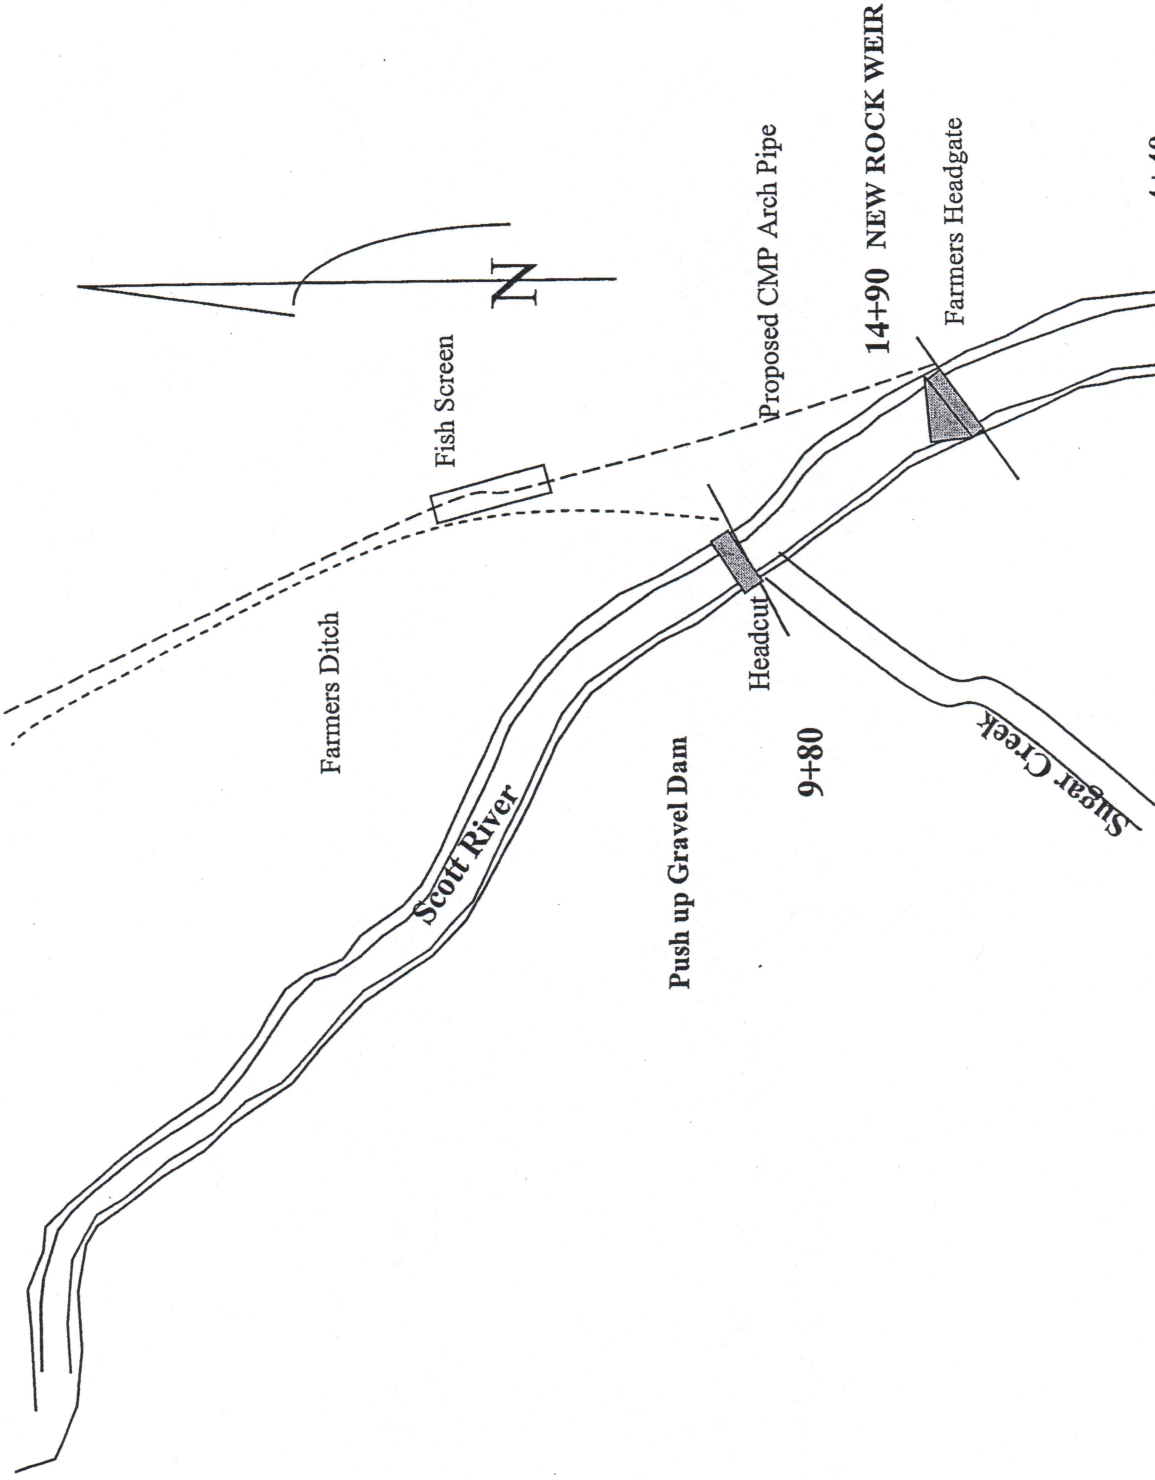 N
Fish Screen
Farmers Ditch
Proposed CMP Arch Pipe
14+90 NEW ROCK WEIR
Farmers Headgate
Scott River
Push up Gravel Dam
Headcut
9+80
Sugar Creek